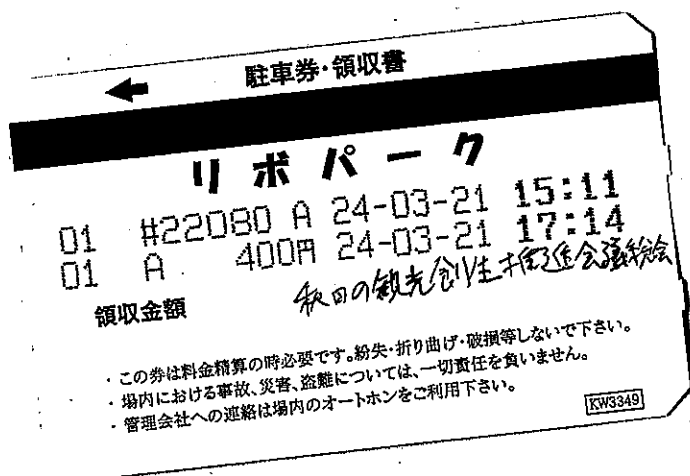 駐車券・領収書
リボパーク
01 #22080 A 24-03-21 15:11
01 A 400円 24-03-21 17:14
領収金額
秋田の観光創生推進会議総会
・この券は料金精算の時必要です。紛失・折り曲げ・破損等しないで下さい。
・場内における事故、災害、盗難については、一切責任を負いません。
・管理会社への連絡は場内のオートホンをご利用下さい。
KW3349